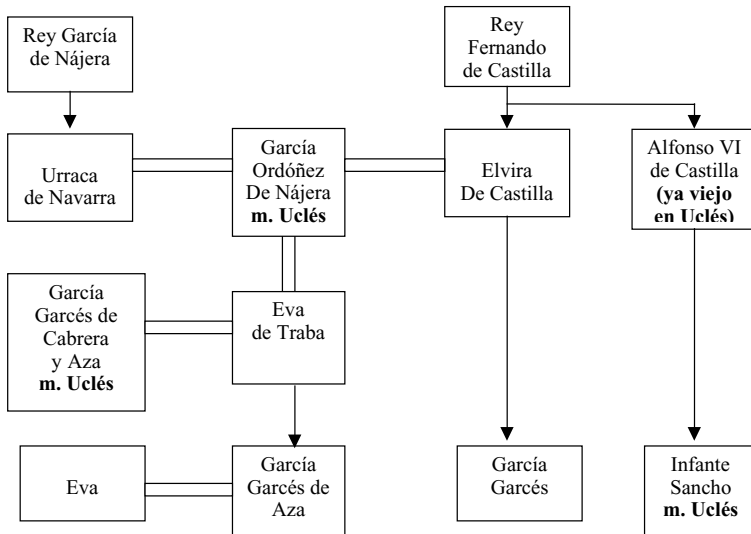 Rey García
de Nájera
Rey
Fernando
de Castilla
Urraca
de Navarra
García
Ordóñez
De Nájera
m. Uclés
Elvira
De Castilla
Alfonso VI
de Castilla
(ya viejo
en Uclés)
García
Garcés de
Cabrera
y Aza
m. Uclés
Eva
de Traba
Eva
García
Garcés de
Aza
García
Garcés
Infante
Sancho
m. Uclés